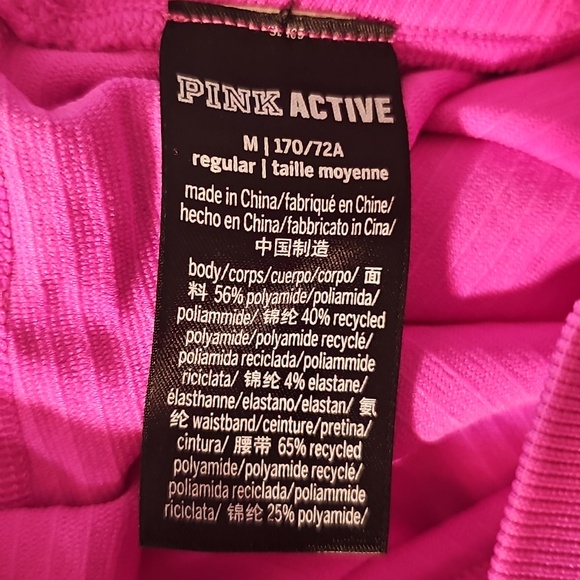 PINK ACTIVE
M | 170/72A
regular | taille moyenne
made in China/fabriqué en Chine/
hecho en China/fabbricato in Cina/
中国制造
body/corps/cuerpo/corpo/ 面
料 56% polyamide/poliamida/
poliammide/ 锦纶 40% recycled
polyamide/polyamide recyclé/
poliamida reciclada/poliammide
riciclata/ 锦纶 4% elastane/
élasthanne/elastano/elastan/ 氨
纶 waistband/ceinture/pretina/
cintura/ 腰带 65% recycled
polyamide/polyamide recyclé/
poliamida reciclada/poliammide
riciclata/ 锦纶 25% polyamide/